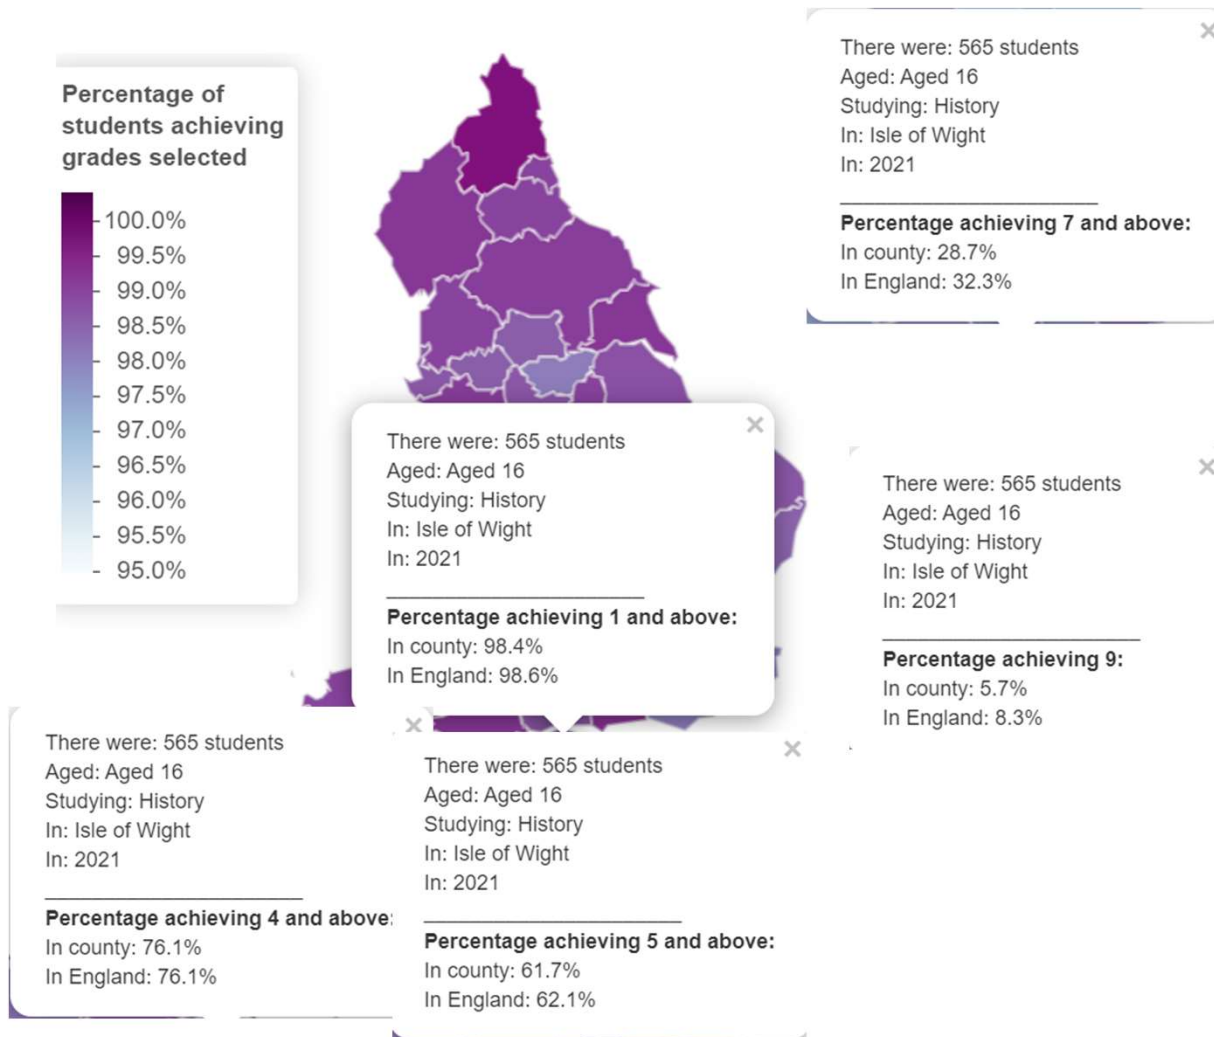 Percentage of
students achieving
grades selected
100.0%
99.5%
99.0%
98.5%
98.0%
97.5%
97.0%
96.5%
96.0%
95.5%
95.0%
There were: 565 students
Aged: Aged 16
Studying: History
In: Isle of Wight
In: 2021
Percentage achieving 7 and above:
In county: 28.7%
In England: 32.3%
There were: 565 students
Aged: Aged 16
Studying: History
In: Isle of Wight
In: 2021
Percentage achieving 1 and above:
In county: 98.4%
In England: 98.6%
There were: 565 students
Aged: Aged 16
Studying: History
In: Isle of Wight
In: 2021
Percentage achieving 9:
In county: 5.7%
In England: 8.3%
There were: 565 students
Aged: Aged 16
Studying: History
In: Isle of Wight
In: 2021
Percentage achieving 4 and above:
In county: 76.1%
In England: 76.1%
There were: 565 students
Aged: Aged 16
Studying: History
In: Isle of Wight
In: 2021
Percentage achieving 5 and above:
In county: 61.7%
In England: 62.1%